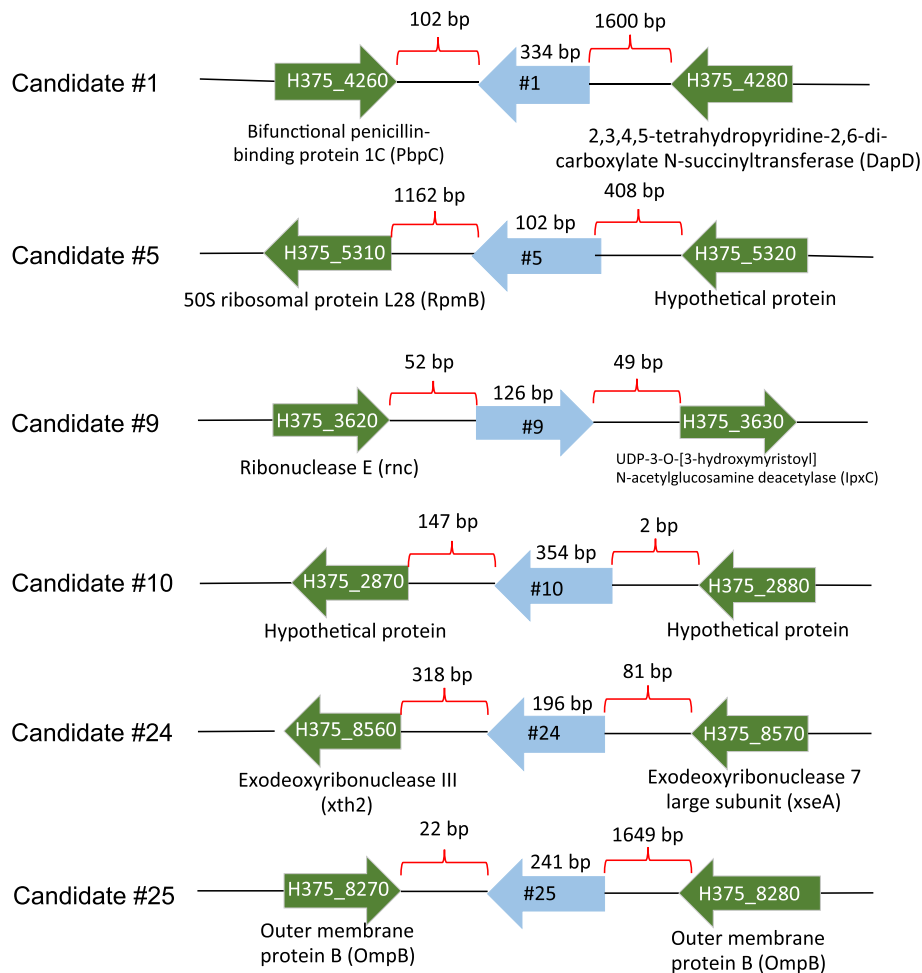 102 bp
1600 bp
334 bp
Candidate #1
H375_4260
#1
H375_4280
Bifunctional penicillin-
binding protein 1C (PbpC)
2,3,4,5-tetrahydropyridine-2,6-di-
carboxylate N-succinyltransferase (DapD)
1162 bp
408 bp
102 bp
Candidate #5
H375_5310
#5
H375_5320
50S ribosomal protein L28 (RpmB)
Hypothetical protein
52 bp
49 bp
126 bp
Candidate #9
H375_3620
#9
H375_3630
Ribonuclease E (rnc)
UDP-3-O-[3-hydroxymyristoyl]
N-acetylglucosamine deacetylase (lpxC)
147 bp
2 bp
354 bp
Candidate #10
H375_2870
#10
H375_2880
Hypothetical protein
Hypothetical protein
318 bp
81 bp
196 bp
Candidate #24
H375_8560
#24
H375_8570
Exodeoxyribonuclease III
(xth2)
Exodeoxyribonuclease 7
large subunit (xseA)
22 bp
1649 bp
241 bp
Candidate #25
H375_8270
#25
H375_8280
Outer membrane
protein B (OmpB)
Outer membrane
protein B (OmpB)